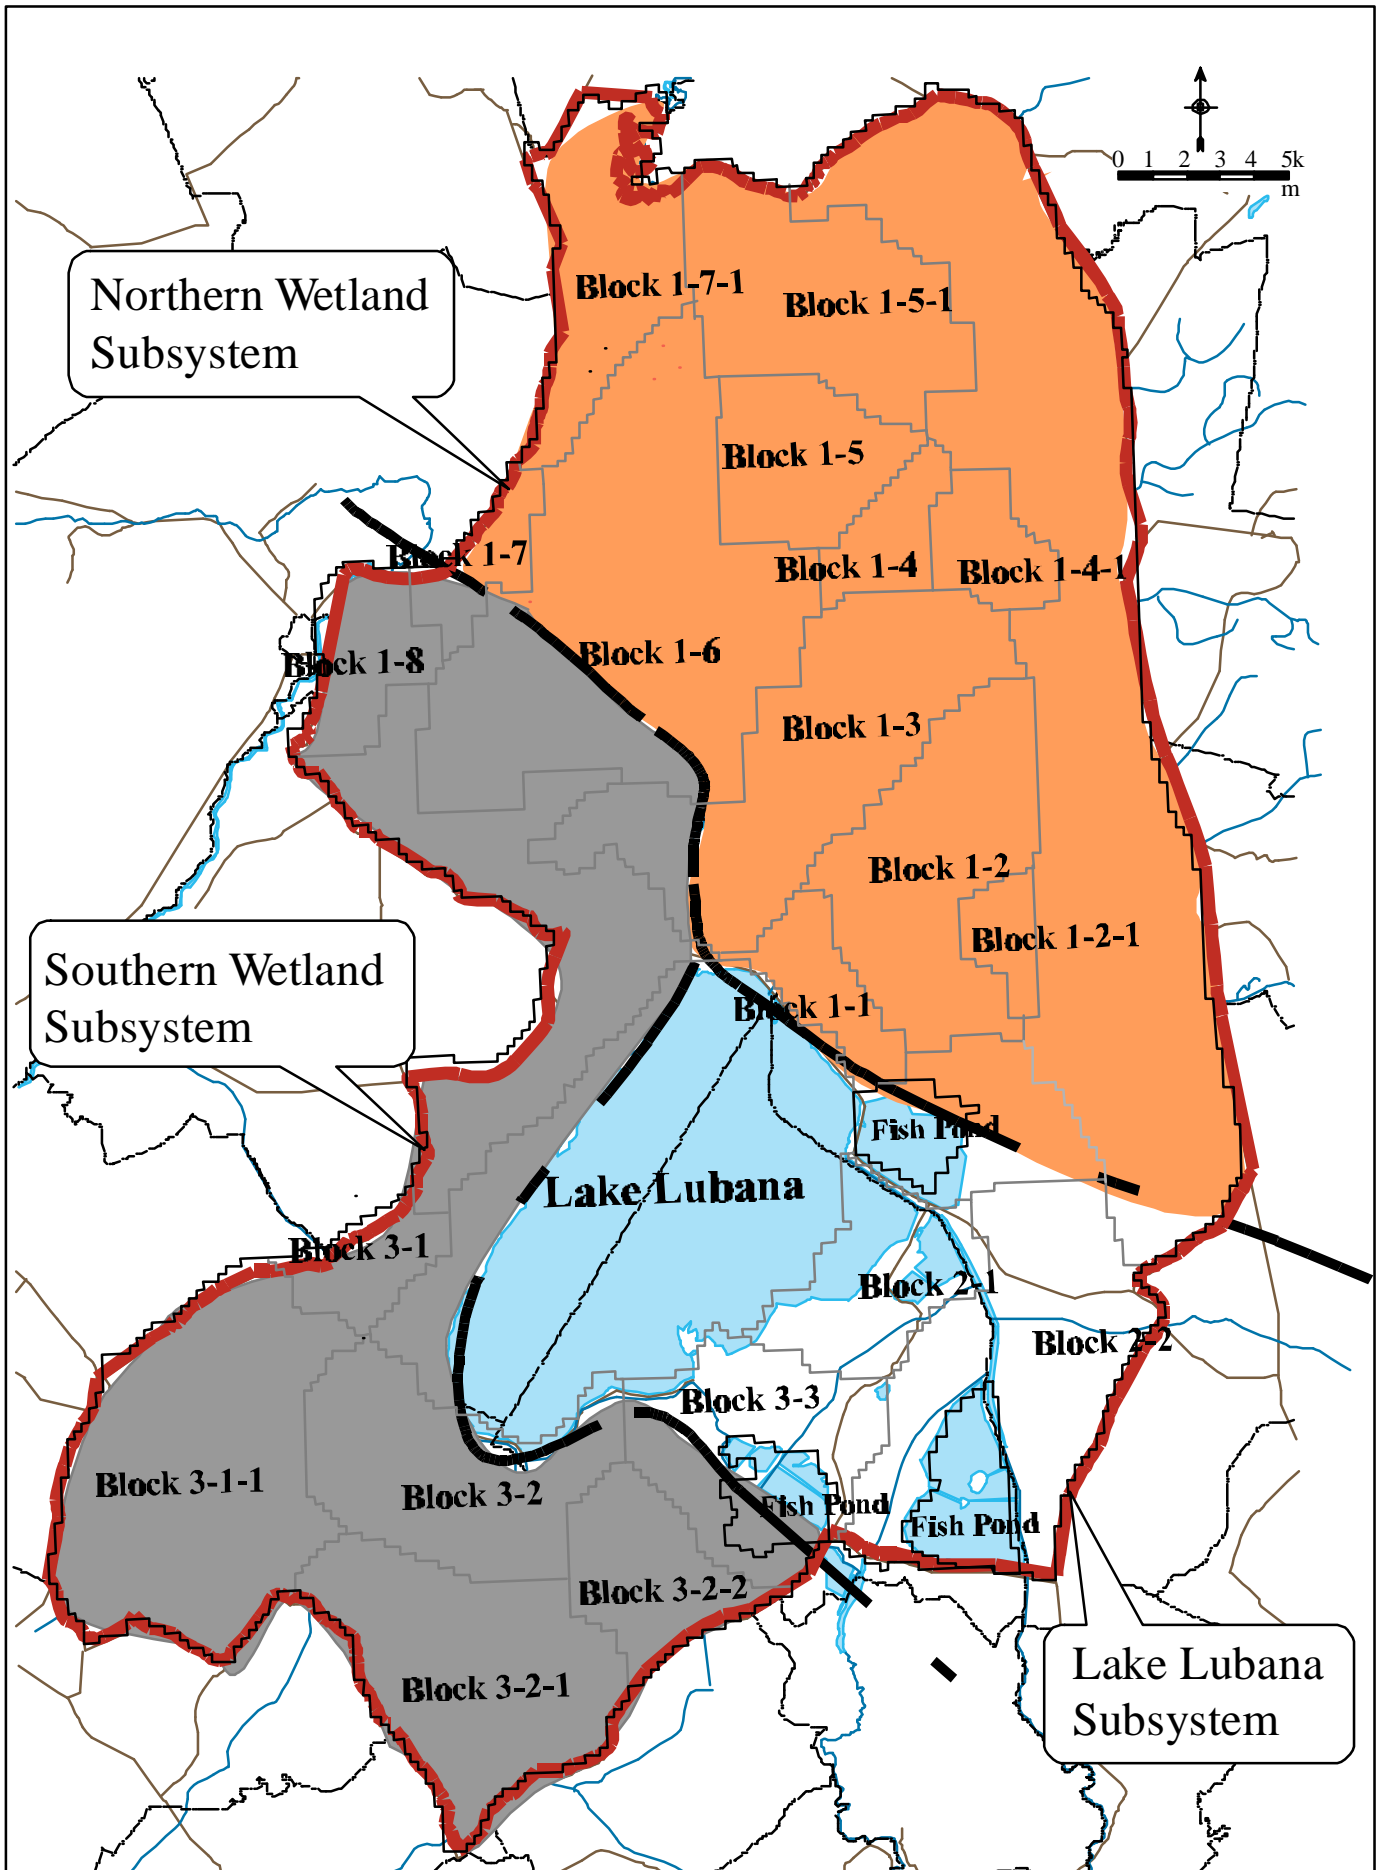 0 1 2 3 4 5k
m
Northern Wetland
Subsystem
Block 1-7-1
Block 1-5-1
Block 1-5
Block 1-7
Block 1-4
Block 1-4-1
Block 1-8
Block 1-6
Block 1-3
Block 1-2
Block 1-2-1
Southern Wetland
Subsystem
Block 1-1
Fish Pond
Lake Lubana
Block 3-1
Block 2-1
Block 2-2
Block 3-3
Block 3-1-1
Block 3-2
Fish Pond
Fish Pond
Block 3-2-2
Block 3-2-1
Lake Lubana
Subsystem